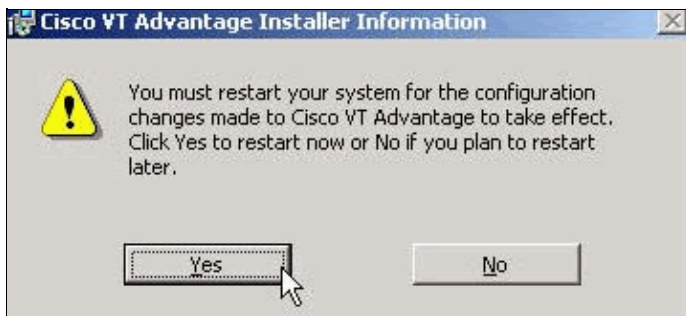 Cisco VT Advantage Installer Information
You must restart your system for the configuration
changes made to Cisco VT Advantage to take effect.
Click Yes to restart now or No if you plan to restart
later.
Yes
No